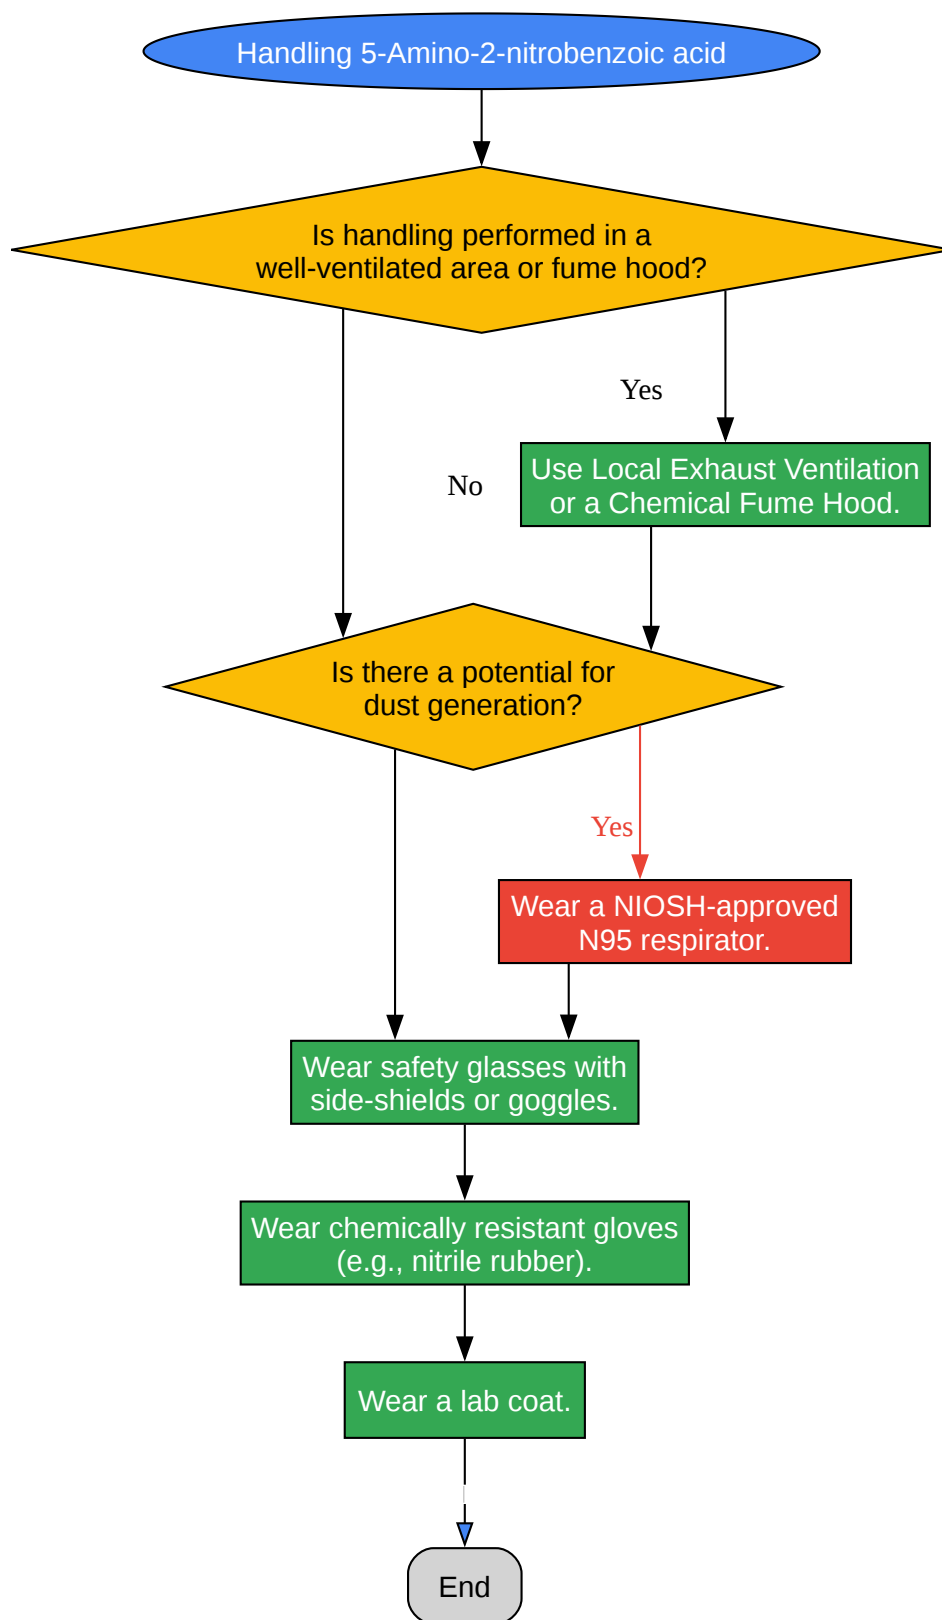 Handling 5-Amino-2-nitrobenzoic acid
Is handling performed in a
well-ventilated area or fume hood?
Yes
No
Use Local Exhaust Ventilation
or a Chemical Fume Hood.
Is there a potential for
dust generation?
Yes
Wear a NIOSH-approved
N95 respirator.
Wear safety glasses with
side-shields or goggles.
Wear chemically resistant gloves
(e.g., nitrile rubber).
Wear a lab coat.
End